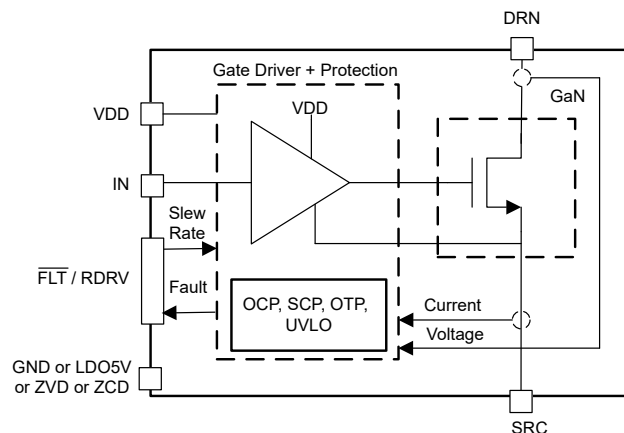 DRN
Gate Driver + Protection
GaN
VDD
VDD
IN
Slew
Rate
FLT / RDRV
Fault
OCP, SCP, OTP,
UVLO
Current
Voltage
GND or LDO5V
or ZVD or ZCD
SRC